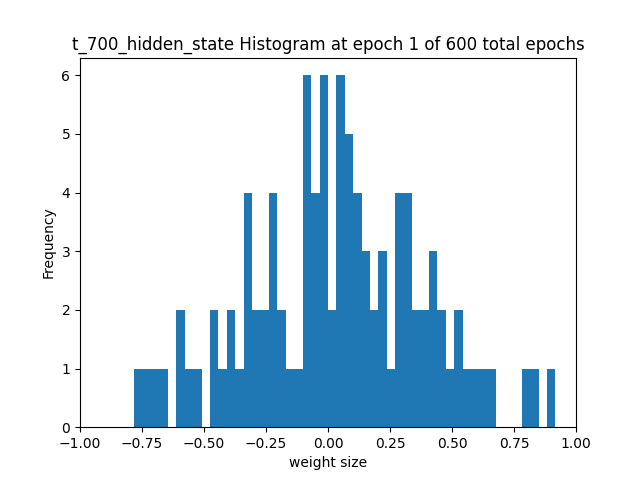 t_700_hidden_state Histogram at epoch 1 of 600 total epochs
6
5
4
3
2
1
0
Frequency
−1.00 −0.75 −0.50 −0.25 0.00 0.25 0.50 0.75 1.00
weight size